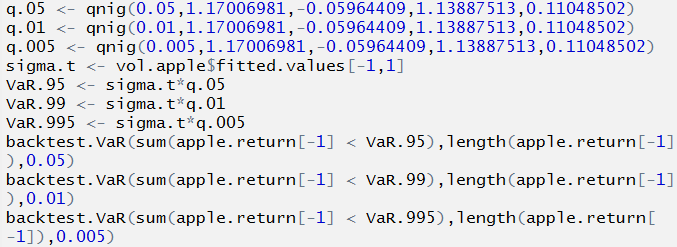 q.05 <- qnig(0.05,1.17006981,-0.05964409,1.13887513,0.11048502)
q.01 <- qnig(0.01,1.17006981,-0.05964409,1.13887513,0.11048502)
q.005 <- qnig(0.005,1.17006981,-0.05964409,1.13887513,0.11048502)
sigma.t <- vol.apple$fitted.values[-1,1]
VaR.95 <- sigma.t*q.05
VaR.99 <- sigma.t*q.01
VaR.995 <- sigma.t*q.005
backtest.VaR(sum(apple.return[-1] < VaR.95),length(apple.return[-1]
),0.05)
backtest.VaR(sum(apple.return[-1] < VaR.99),length(apple.return[-1]
),0.01)
backtest.VaR(sum(apple.return[-1] < VaR.995),length(apple.return[
-1]),0.005)